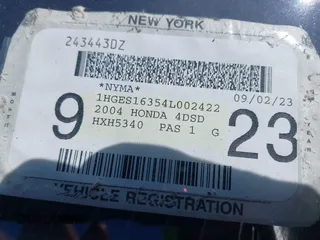 NEW YORK
243443DZ
*NYMA*
1HGES16354L002422 09/02/23
2004 HONDA 4DSD
HXH5340 PAS 1 G
9 23
VEHICLE REGISTRATION